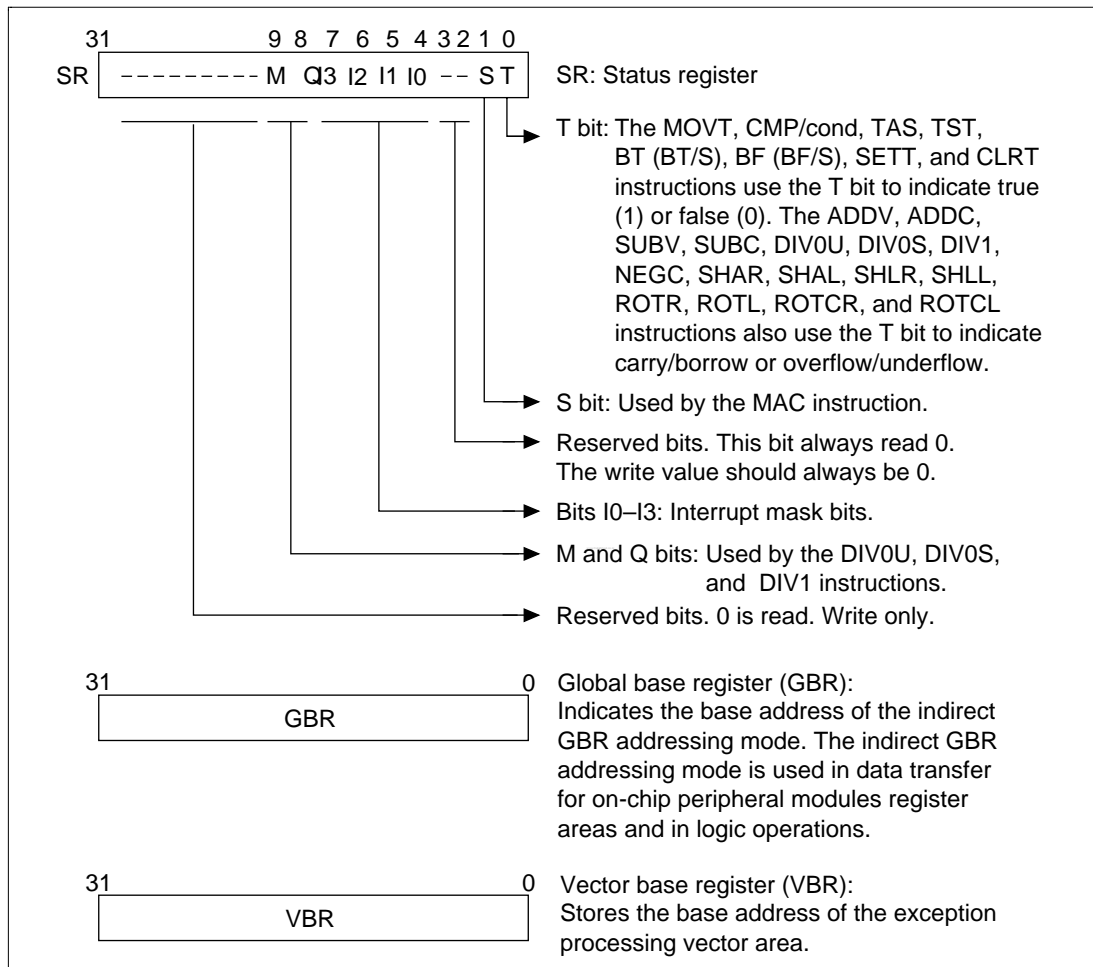 31 9 8 7 6 5 4 3 2 1 0
SR ---------- M Q I3 I2 I1 I0 -- S T
SR: Status register
T bit: The MOVT, CMP/cond, TAS, TST,
BT (BT/S), BF (BF/S), SETT, and CLRT
instructions use the T bit to indicate true
(1) or false (0). The ADDV, ADDC,
SUBV, SUBC, DIV0U, DIV0S, DIV1,
NEGC, SHAR, SHAL, SHLR, SHLL,
ROTR, ROTL, ROTCR, and ROTCL
instructions also use the T bit to indicate
carry/borrow or overflow/underflow.
S bit: Used by the MAC instruction.
Reserved bits. This bit always read 0.
The write value should always be 0.
Bits I0–I3: Interrupt mask bits.
M and Q bits: Used by the DIV0U, DIV0S,
and DIV1 instructions.
Reserved bits. 0 is read. Write only.
31 0
GBR
Global base register (GBR):
Indicates the base address of the indirect
GBR addressing mode. The indirect GBR
addressing mode is used in data transfer
for on-chip peripheral modules register
areas and in logic operations.
31 0
VBR
Vector base register (VBR):
Stores the base address of the exception
processing vector area.